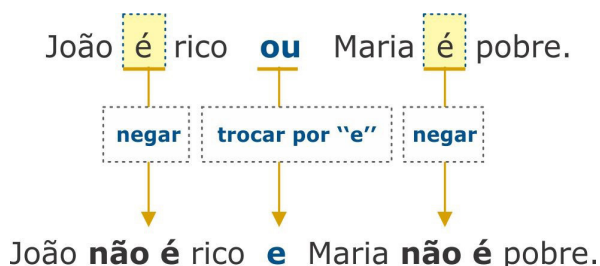 João é rico ou Maria é pobre.
negar trocar por “e” negar
João não é rico e Maria não é pobre.